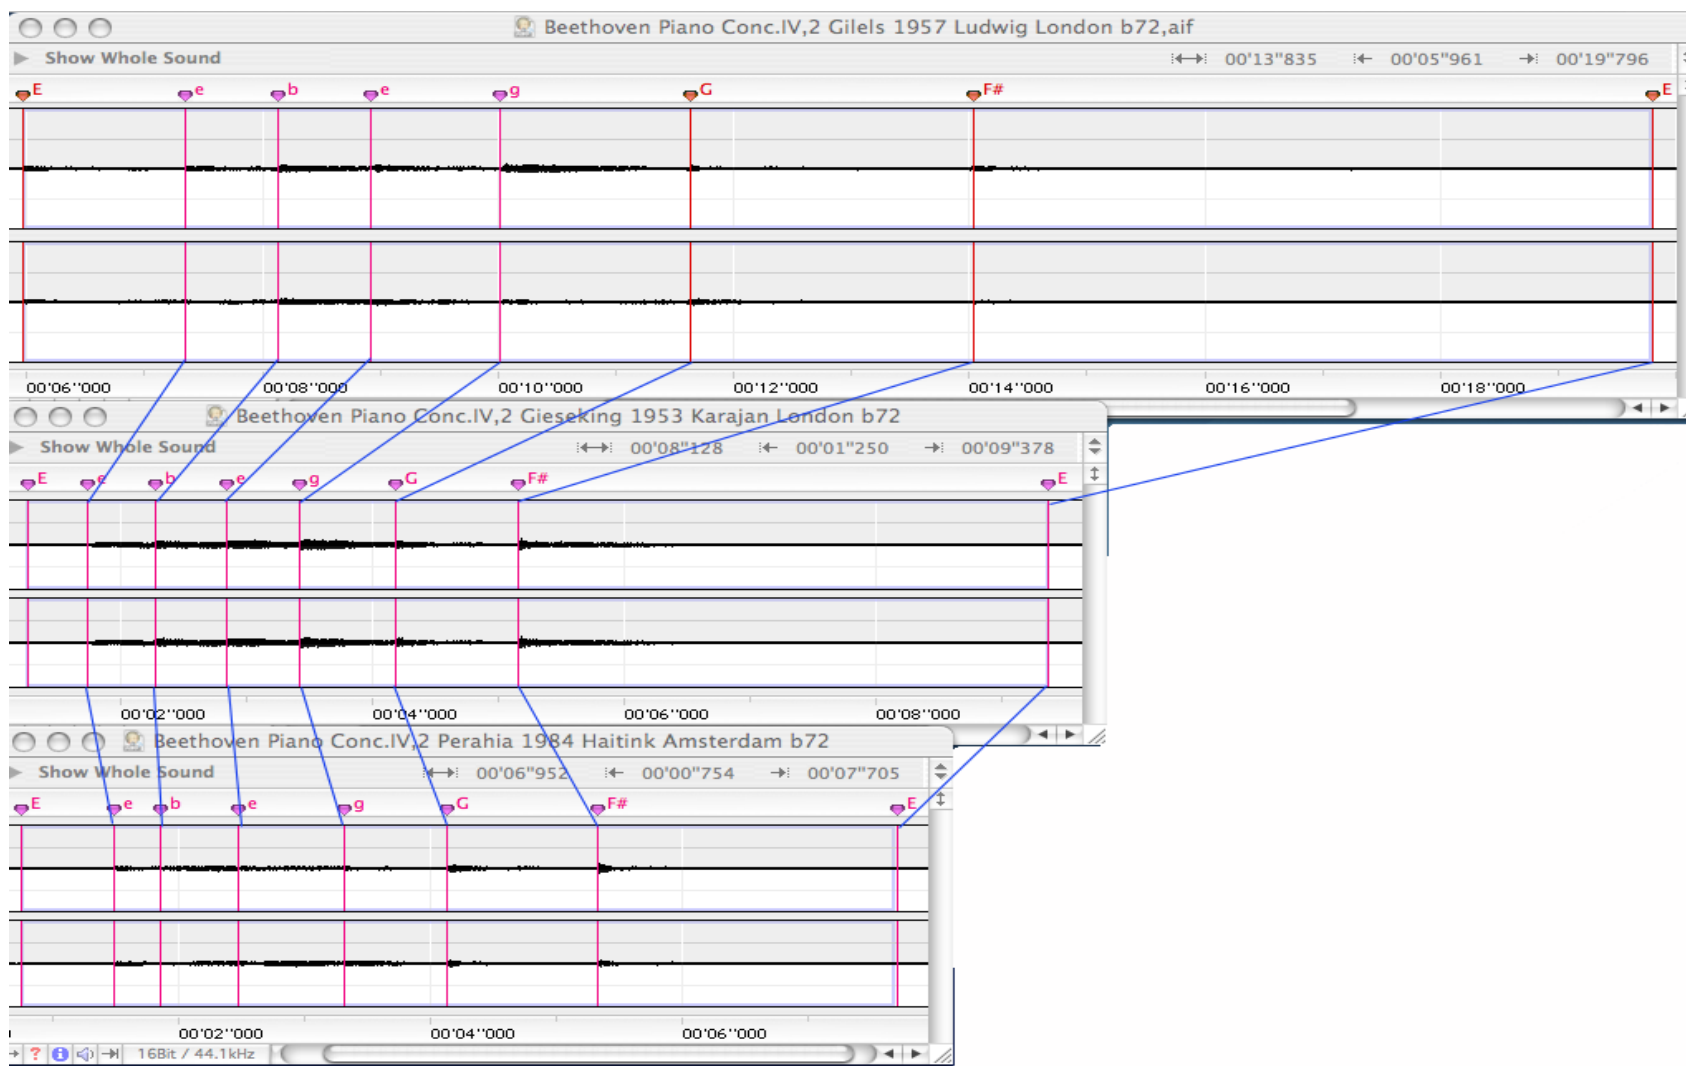 Beethoven Piano Conc.IV,2 Gilels 1957 Ludwig London b72,aif
Show Whole Sound 00'13"835 00'05"961 00'19"796
E e b e g G F# E
00'06''000 00'08''000 00'10''000 00'12''000 00'14''000 00'16''000 00'18''000
Beethoven Piano Conc.IV,2 Gieseking 1953 Karajan London b72
Show Whole Sound 00'08"128 00'01"250 00'09"378
E e b e g G F# E
00'02''000 00'04''000 00'06''000 00'08''000
Beethoven Piano Conc.IV,2 Perahia 1984 Haitink Amsterdam b72
Show Whole Sound 00'06"952 00'00"754 00'07"705
E e b e g G F# E
00'02''000 00'04''000 00'06''000
? i 16Bit / 44.1kHz